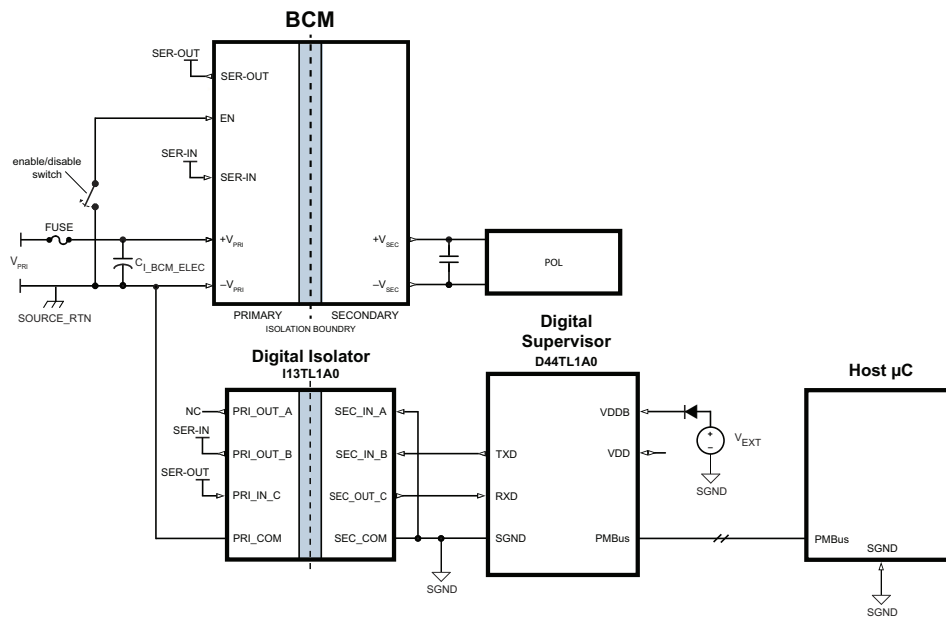 BCM
SER-OUT
SER-OUT
EN
SER-IN
enable/disable
switch
SER-IN
FUSE
+VPRI
+VSEC
VPRI
CI_BCM_ELEC
POL
–VPRI
–VSEC
SOURCE_RTN
PRIMARY
SECONDARY
ISOLATION BOUNDRY
Digital Isolator
I13TL1A0
Digital
Supervisor
D44TL1A0
Host µC
NC
PRI_OUT_A
SEC_IN_A
VDDB
SER-IN
+
–
VEXT
PRI_OUT_B
SEC_IN_B
TXD
VDD
SER-OUT
SGND
PRI_IN_C
SEC_OUT_C
RXD
PRI_COM
SEC_COM
SGND
PMBus
PMBus
SGND
SGND
SGND